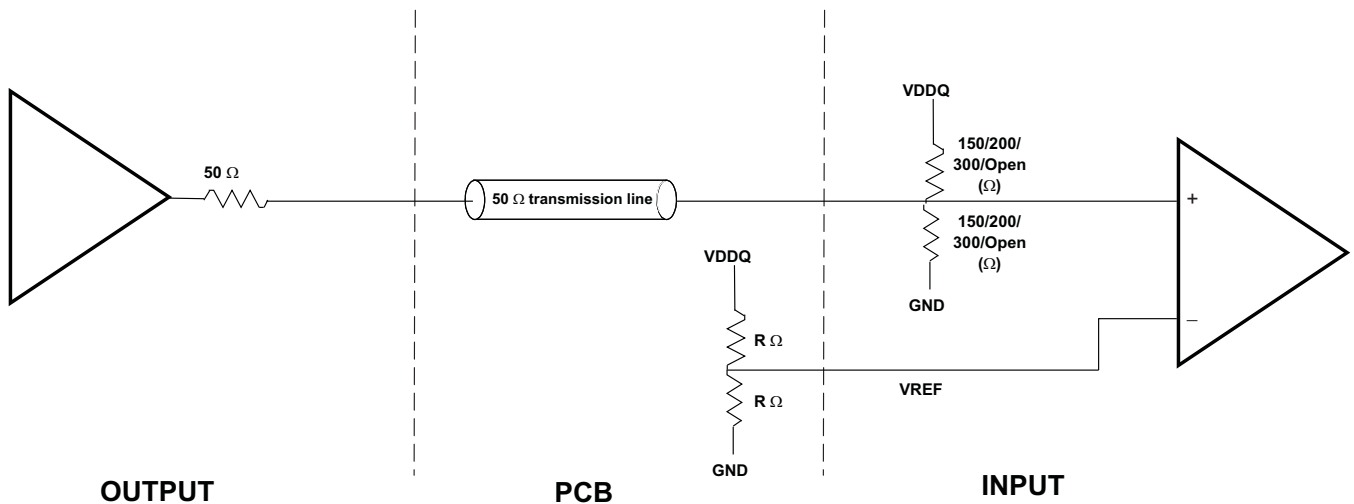 VDDQ
150/200/
300/Open
(Ω)
50 Ω
50 Ω transmission line
+
150/200/
300/Open
(Ω)
VDDQ
GND
–
R Ω
VREF
R Ω
GND
OUTPUT
PCB
INPUT